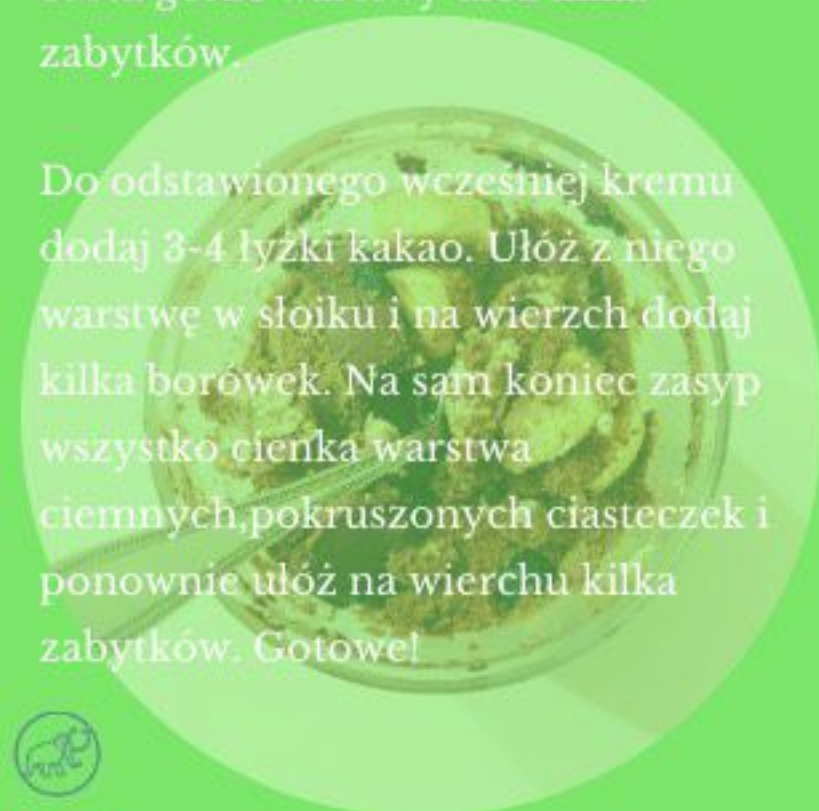 zabytków.
Do odstawionego wcześniej kremu
dodaj 3-4 łyżki kakao. Ułóż z niego
warstwę w słoiku i na wierzch dodaj
kilka borówek. Na sam koniec zasyp
wszystko cienka warstwa
ciemnych,pokruszonych ciasteczek i
ponownie ułóż na wierchu kilka
zabytków. Gotowe!